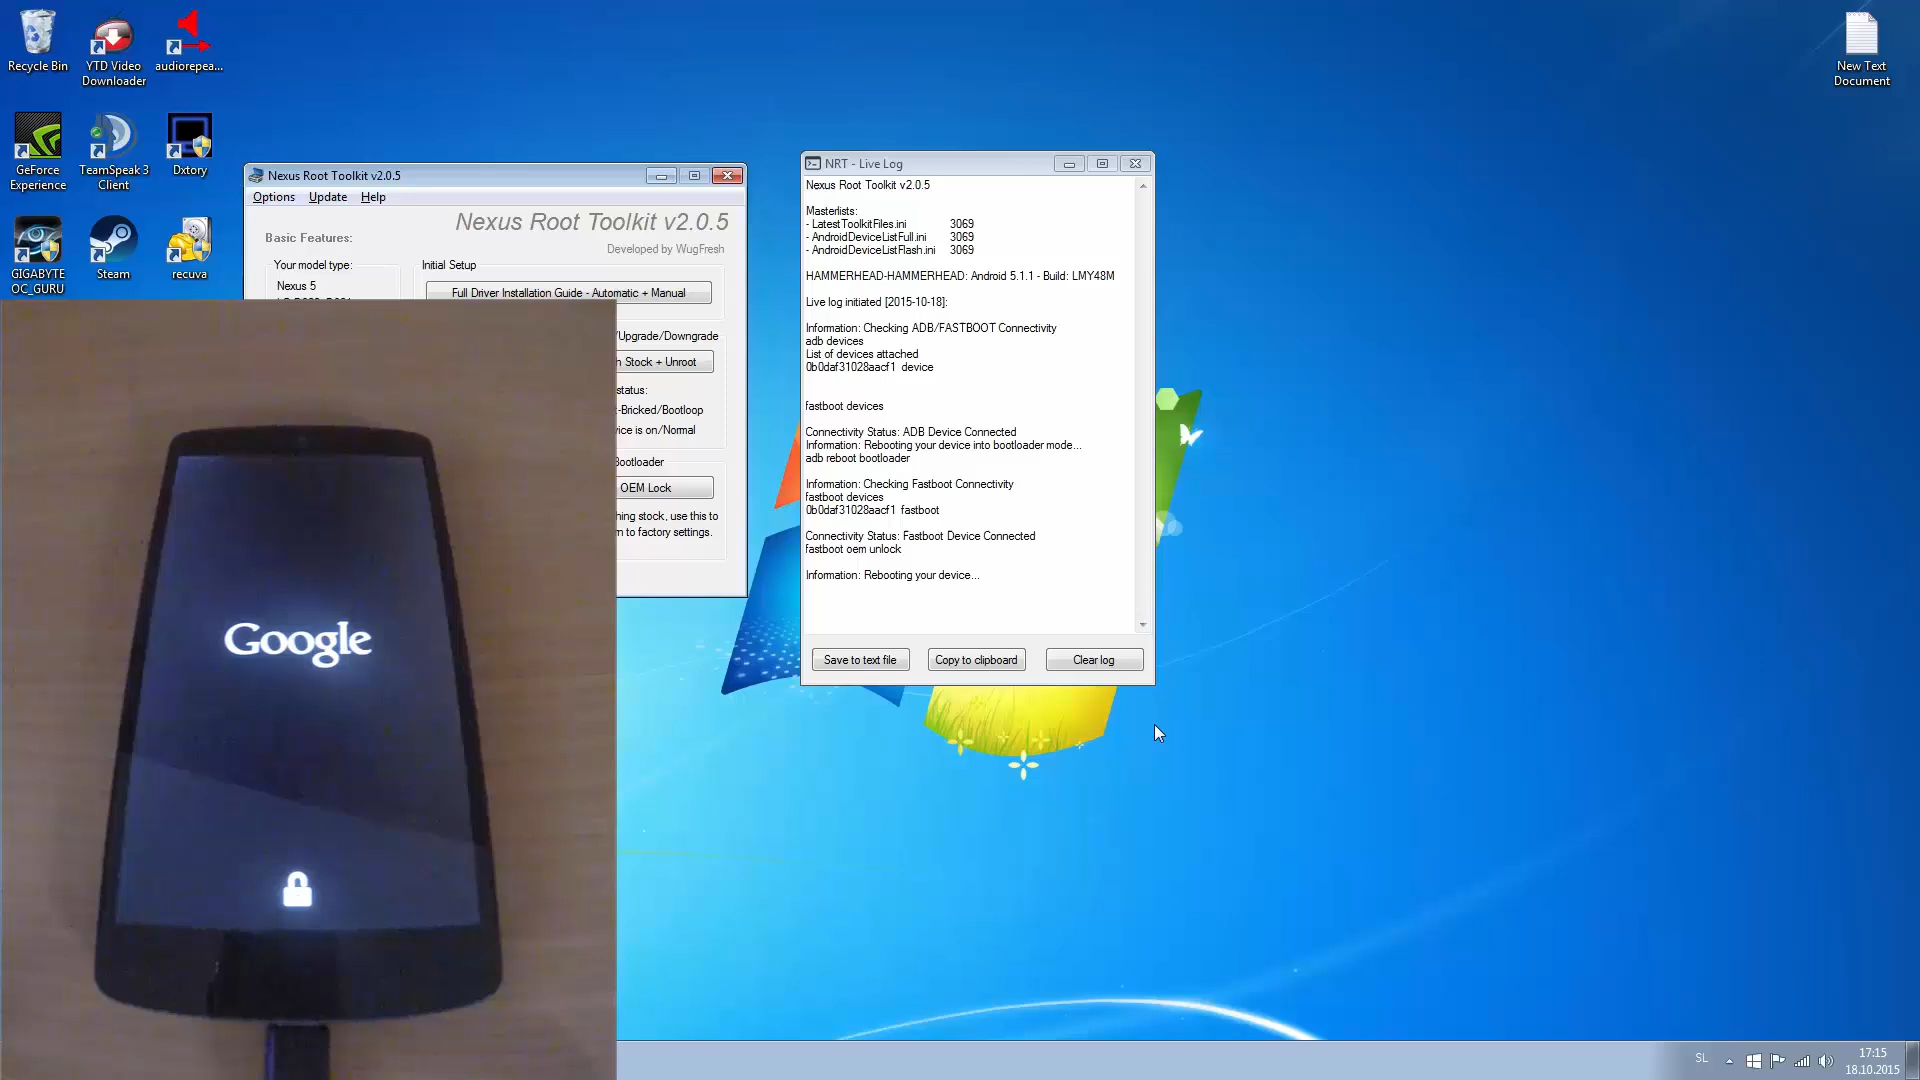 Recycle Bin
YTD Video
Downloader
audiorepea...
New Text
Document
GeForce
Experience
TeamSpeak 3
Client
Dxtory
GIGABYTE
OC_GURU
Steam
recuva
Nexus Root Toolkit v2.0.5
Options
Update
Help
Nexus Root Toolkit v2.0.5
Basic Features:
Developed by WugFresh
Your model type:
Initial Setup
Nexus 5
Full Driver Installation Guide - Automatic + Manual
/Upgrade/Downgrade
Stock + Unroot
status:
-Bricked/Bootloop
ice is on/Normal
Bootloader
OEM Lock
hing stock, use this to
to factory settings.
NRT - Live Log
Nexus Root Toolkit v2.0.5
Masterlists:
- LatestToolkitFiles.ini 3069
- AndroidDeviceListFull.ini 3069
- AndroidDeviceListFlash.ini 3069
HAMMERHEAD-HAMMERHEAD: Android 5.1.1 - Build: LMY48M
Live log initiated [2015-10-18]:
Information: Checking ADB/FASTBOOT Connectivity
adb devices
List of devices attached
0b0daf31028aacf1 device
fastboot devices
Connectivity Status: ADB Device Connected
Information: Rebooting your device into bootloader mode...
adb reboot bootloader
Information: Checking Fastboot Connectivity
fastboot devices
0b0daf31028aacf1 fastboot
Connectivity Status: Fastboot Device Connected
fastboot oem unlock
Information: Rebooting your device...
Save to text file
Copy to clipboard
Clear log
Google
SL
17:15
18.10.2015